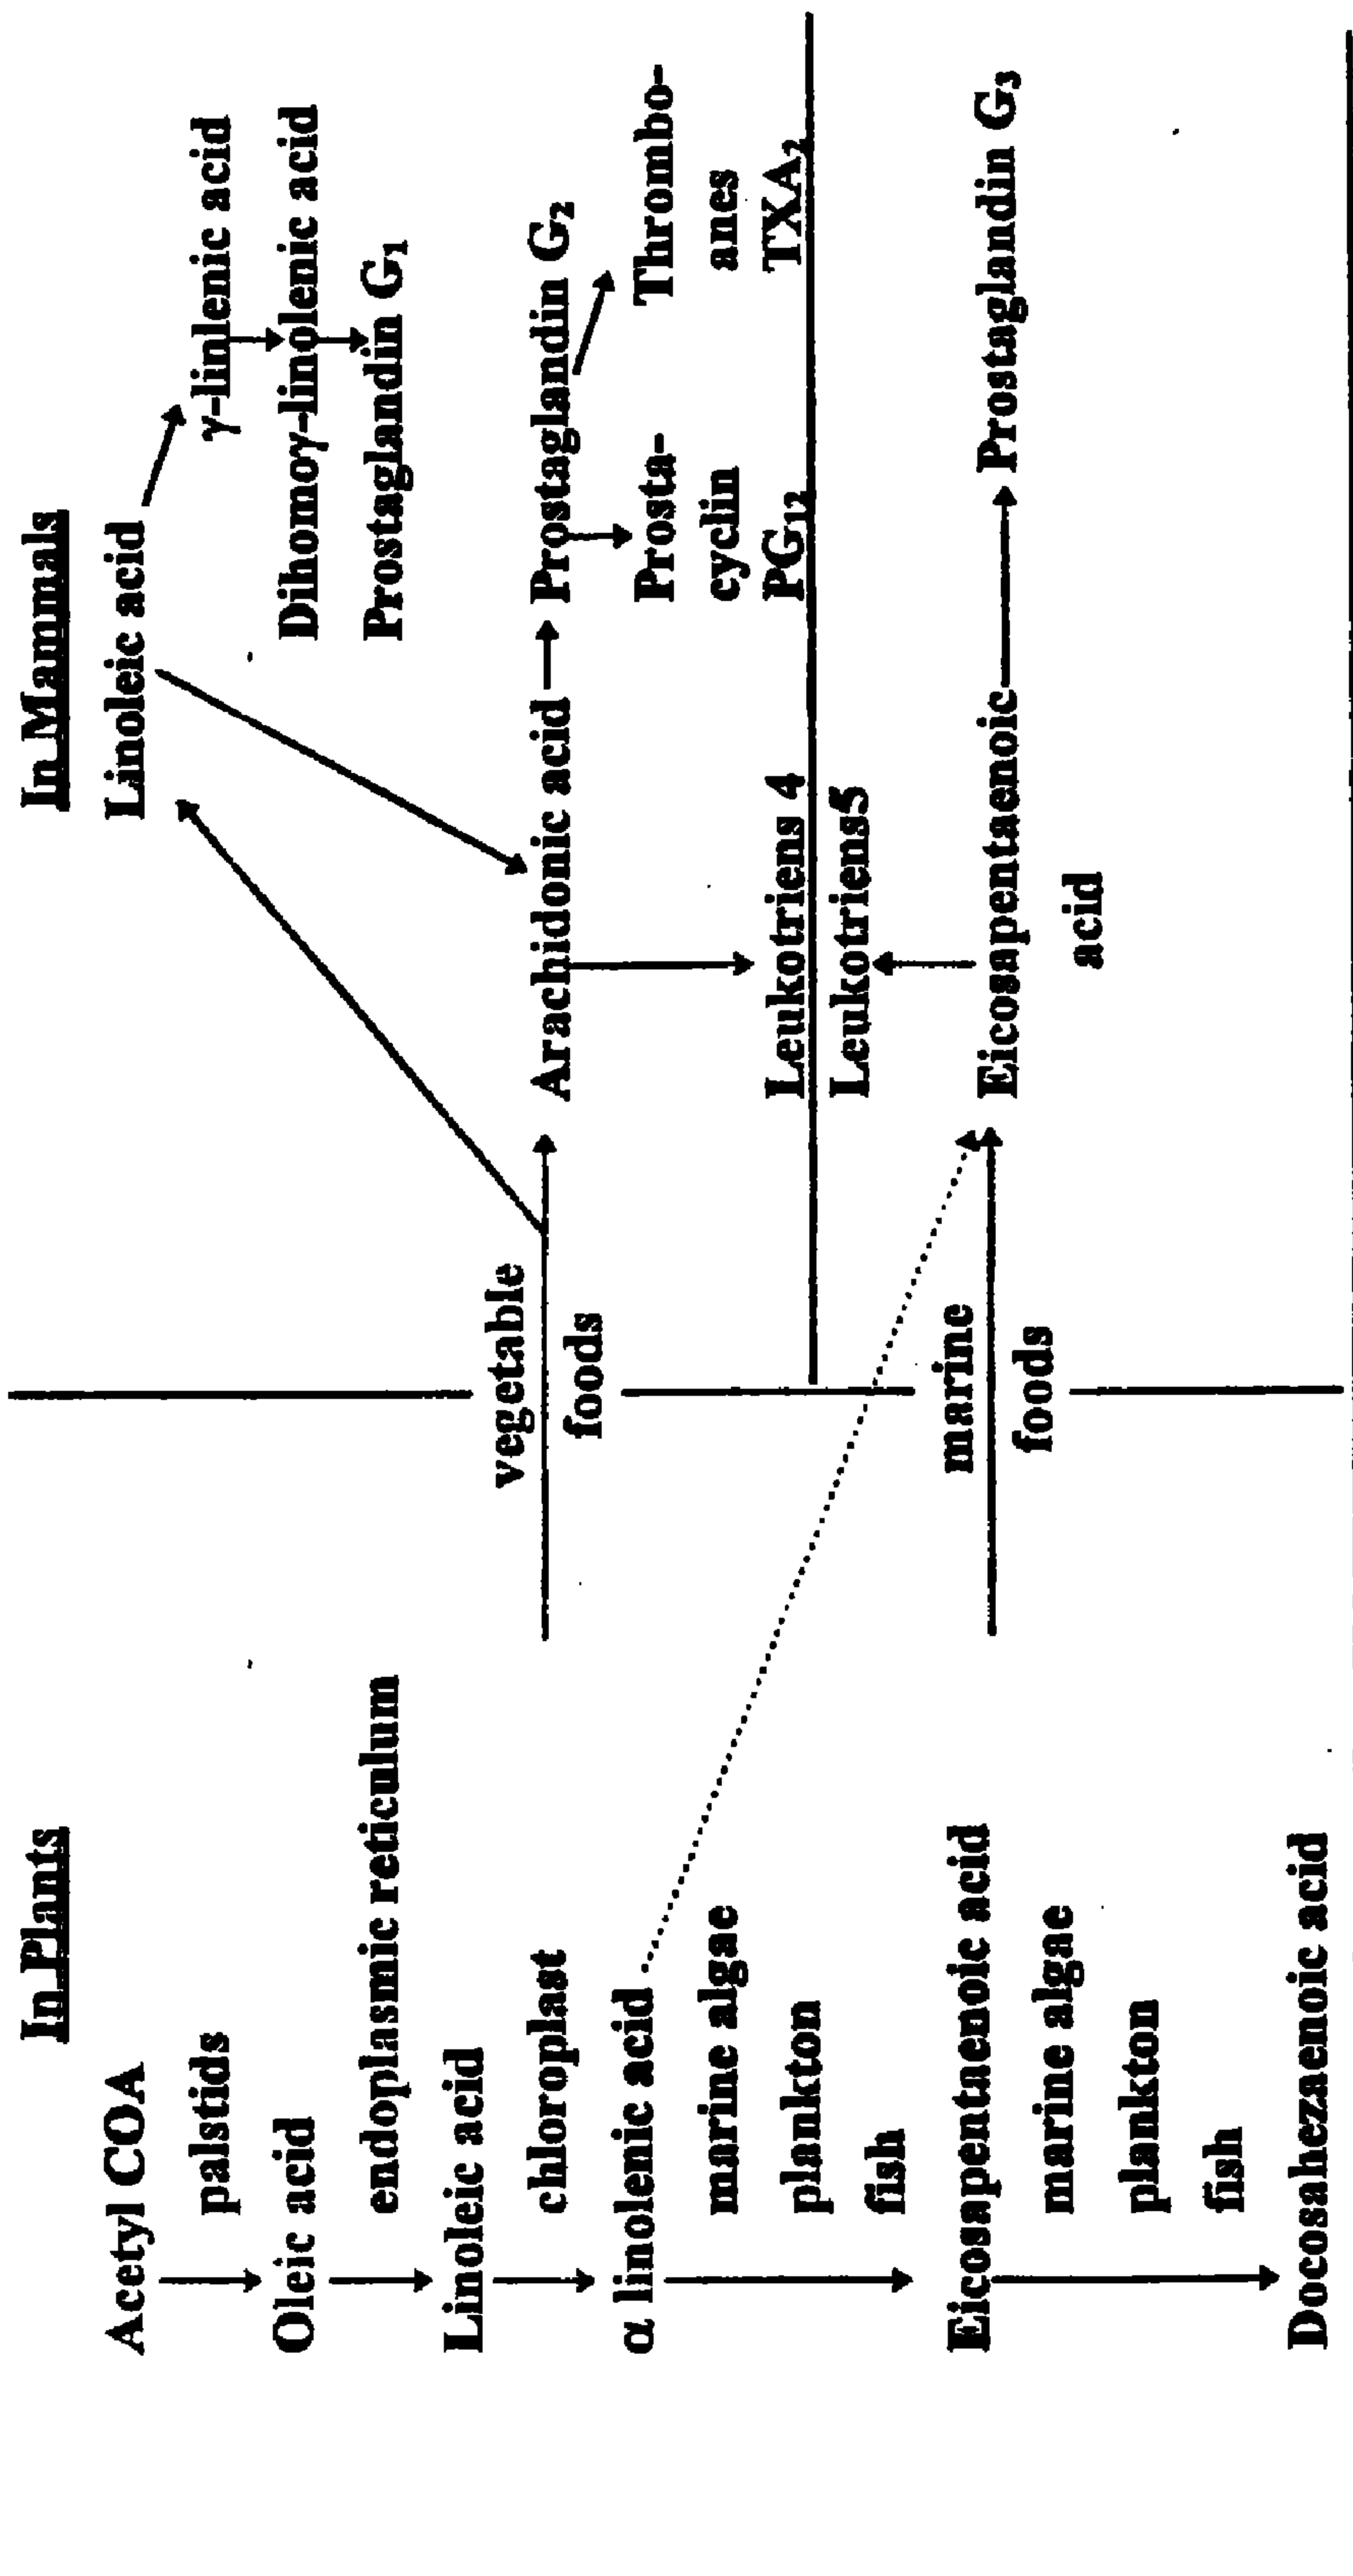 In Plants
Acetyl COA
palstids
Oleic acid
endoplasmic reticulum
Linoleic acid
chloroplast
α linolenic acid
marine algae
plankton
fish
Eicosapentaenoic acid
marine algae
plankton
fish
Docosahezaenoic acid
vegetable
foods
marine
foods
In Mammals
Linoleic acid
γ-linlenic acid
Dihomoγ-linolenic acid
Prostaglandin G₁
Arachidonic acid
Prostaglandin G₂
Prosta-
cyclin
PG₁₂
Thrombo-
anes
TXA₂
Leukotriens 4
Leukotriens5
Eicosapentaenoic
acid
Prostaglandin G₃